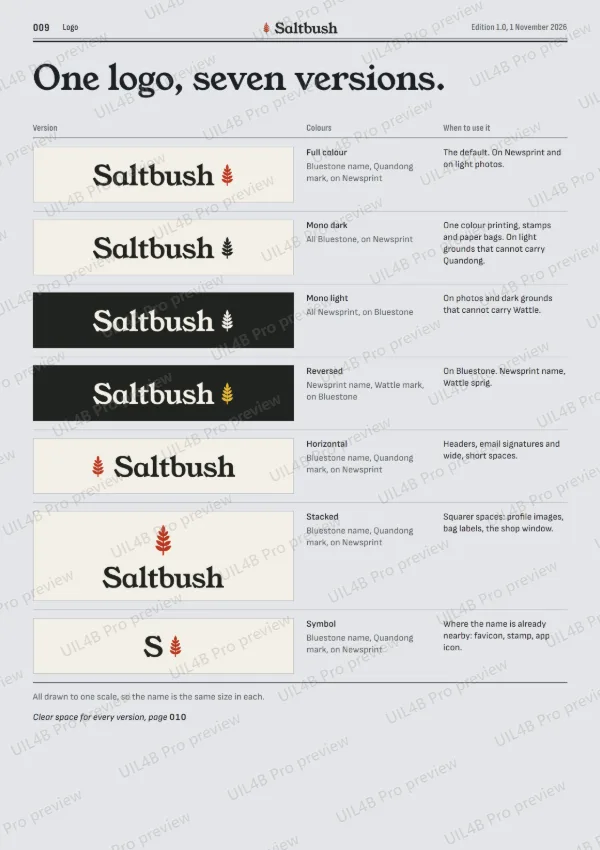 009 Logo Saltbush Edition 1.0, 1 November 2026
One logo, seven versions.
Version Colours When to use it
Saltbush
Full colour
Bluestone name, Quandong
mark, on Newsprint
The default. On Newsprint and
on light photos.
Saltbush
Mono dark
All Bluestone, on Newsprint
One colour printing, stamps
and paper bags. On light
grounds that cannot carry
Quandong.
Saltbush
Mono light
All Newsprint, on Bluestone
On photos and dark grounds
that cannot carry Wattle.
Saltbush
Reversed
Newsprint name, Wattle mark,
on Bluestone
On Bluestone. Newsprint name,
Wattle sprig.
Saltbush
Horizontal
Bluestone name, Quandong
mark, on Newsprint
Headers, email signatures and
wide, short spaces.
Saltbush
Stacked
Bluestone name, Quandong
mark, on Newsprint
Squarer spaces: profile images,
bag labels, the shop window.
S
Symbol
Bluestone name, Quandong
mark, on Newsprint
Where the name is already
nearby: favicon, stamp, app
icon.
All drawn to one scale, so the name is the same size in each.
Clear space for every version, page 010
UIL4B Pro preview